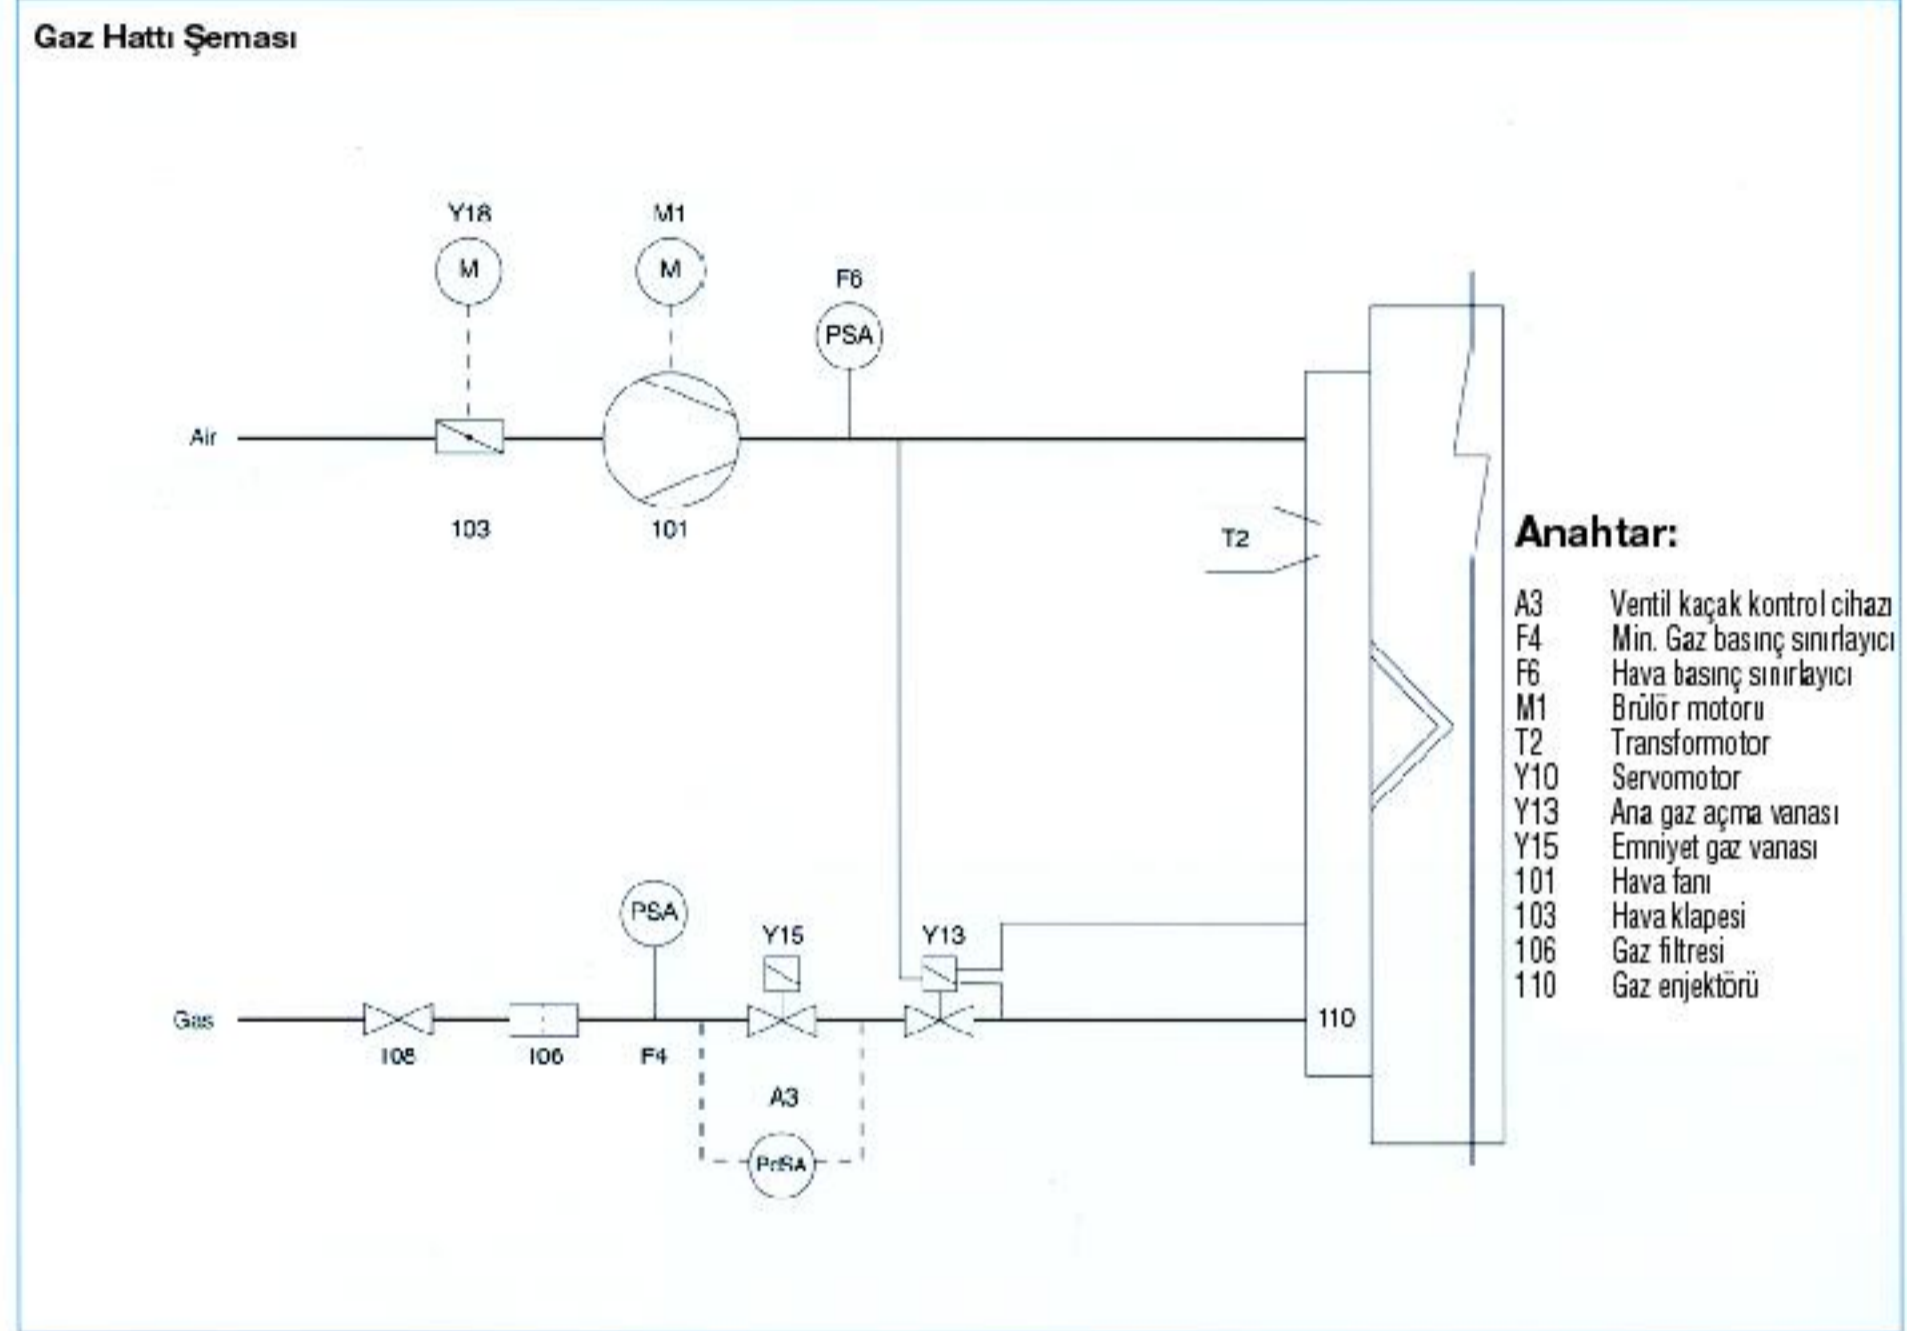 Gaz Hattı Şeması
Y18
M1
M
M
F6
PSA
Air
103
101
T2
Anahtar:
A3 Ventil kaçak kontrol cihazı
F4 Min. Gaz basınç sınırlayıcı
F6 Hava basınç sınırlayıcı
M1 Brülör motoru
T2 Transformotor
Y10 Servomotor
Y13 Ana gaz açma vanası
Y15 Emniyet gaz vanası
101 Hava fanı
103 Hava klapesi
106 Gaz filtresi
110 Gaz enjektörü
PSA
Y15
Y13
Gas
110
108
106
F4
A3
PdSA